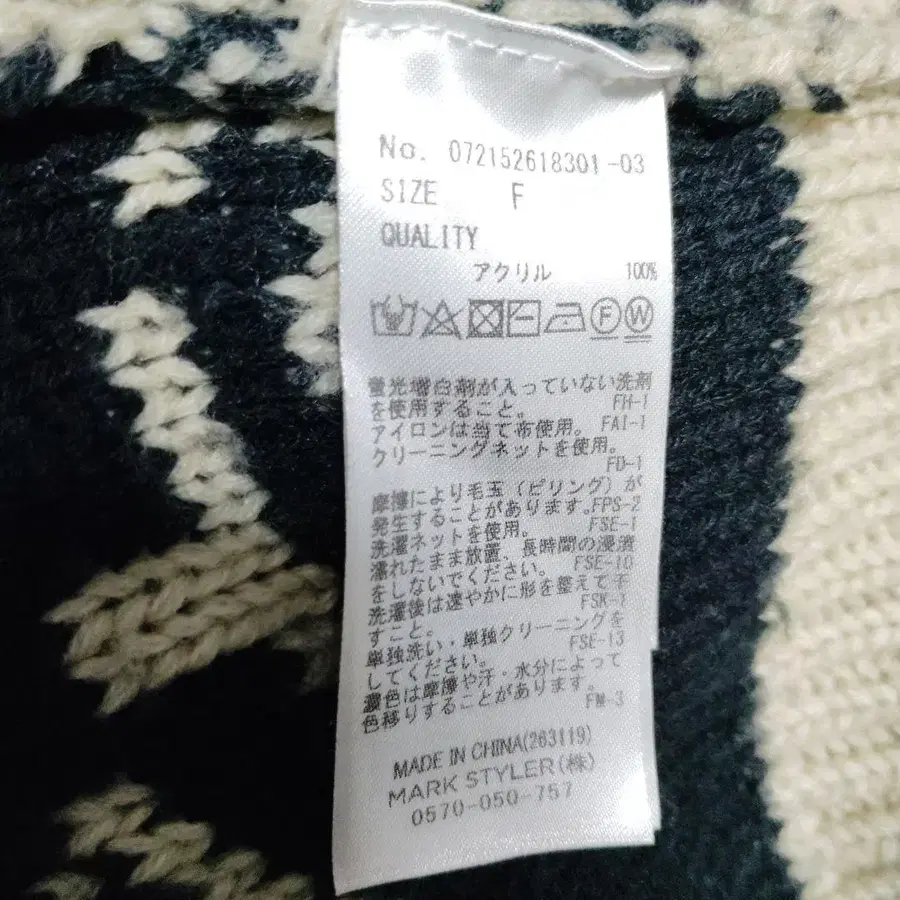 No. 072152618301-03
SIZE F
QUALITY
アクリル 100%
F W
蛍光増白剤が入っていない洗剤
を使用すること。 FH-1
アイロンは当て布使用。 FAI-1
クリーニングネットを使用。
FD-1
摩擦により毛玉（ピリング）が
発生することがあります。FPS-2
洗濯ネットを使用。 FSE-1
濡れたまま放置、長時間の浸漬
をしないでください。 FSE-10
洗濯後は速やかに形を整えて干
すこと。 FSK-1
単独洗い・単独クリーニングを
してください。 FSE-13
濃色は摩擦や汗・水分によって
色移りすることがあります。
FM-3
MADE IN CHINA(263119)
MARK STYLER(株)
0570-050-757